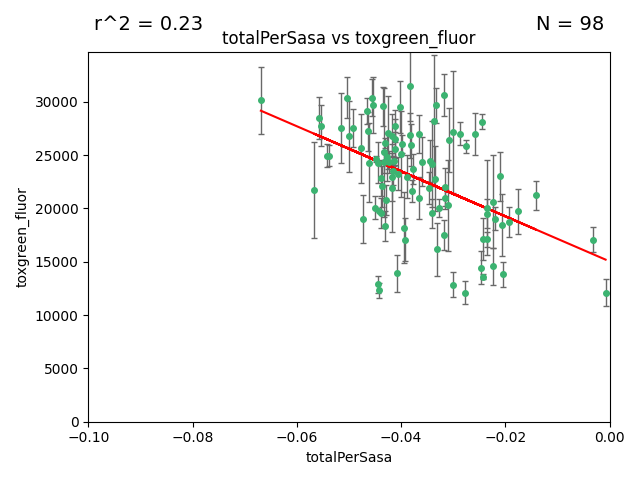 r^2 = 0.23
N = 98
totalPerSasa vs toxgreen_fluor
toxgreen_fluor
30000
25000
20000
15000
10000
5000
0
−0.10
−0.08
−0.06
−0.04
−0.02
0.00
totalPerSasa